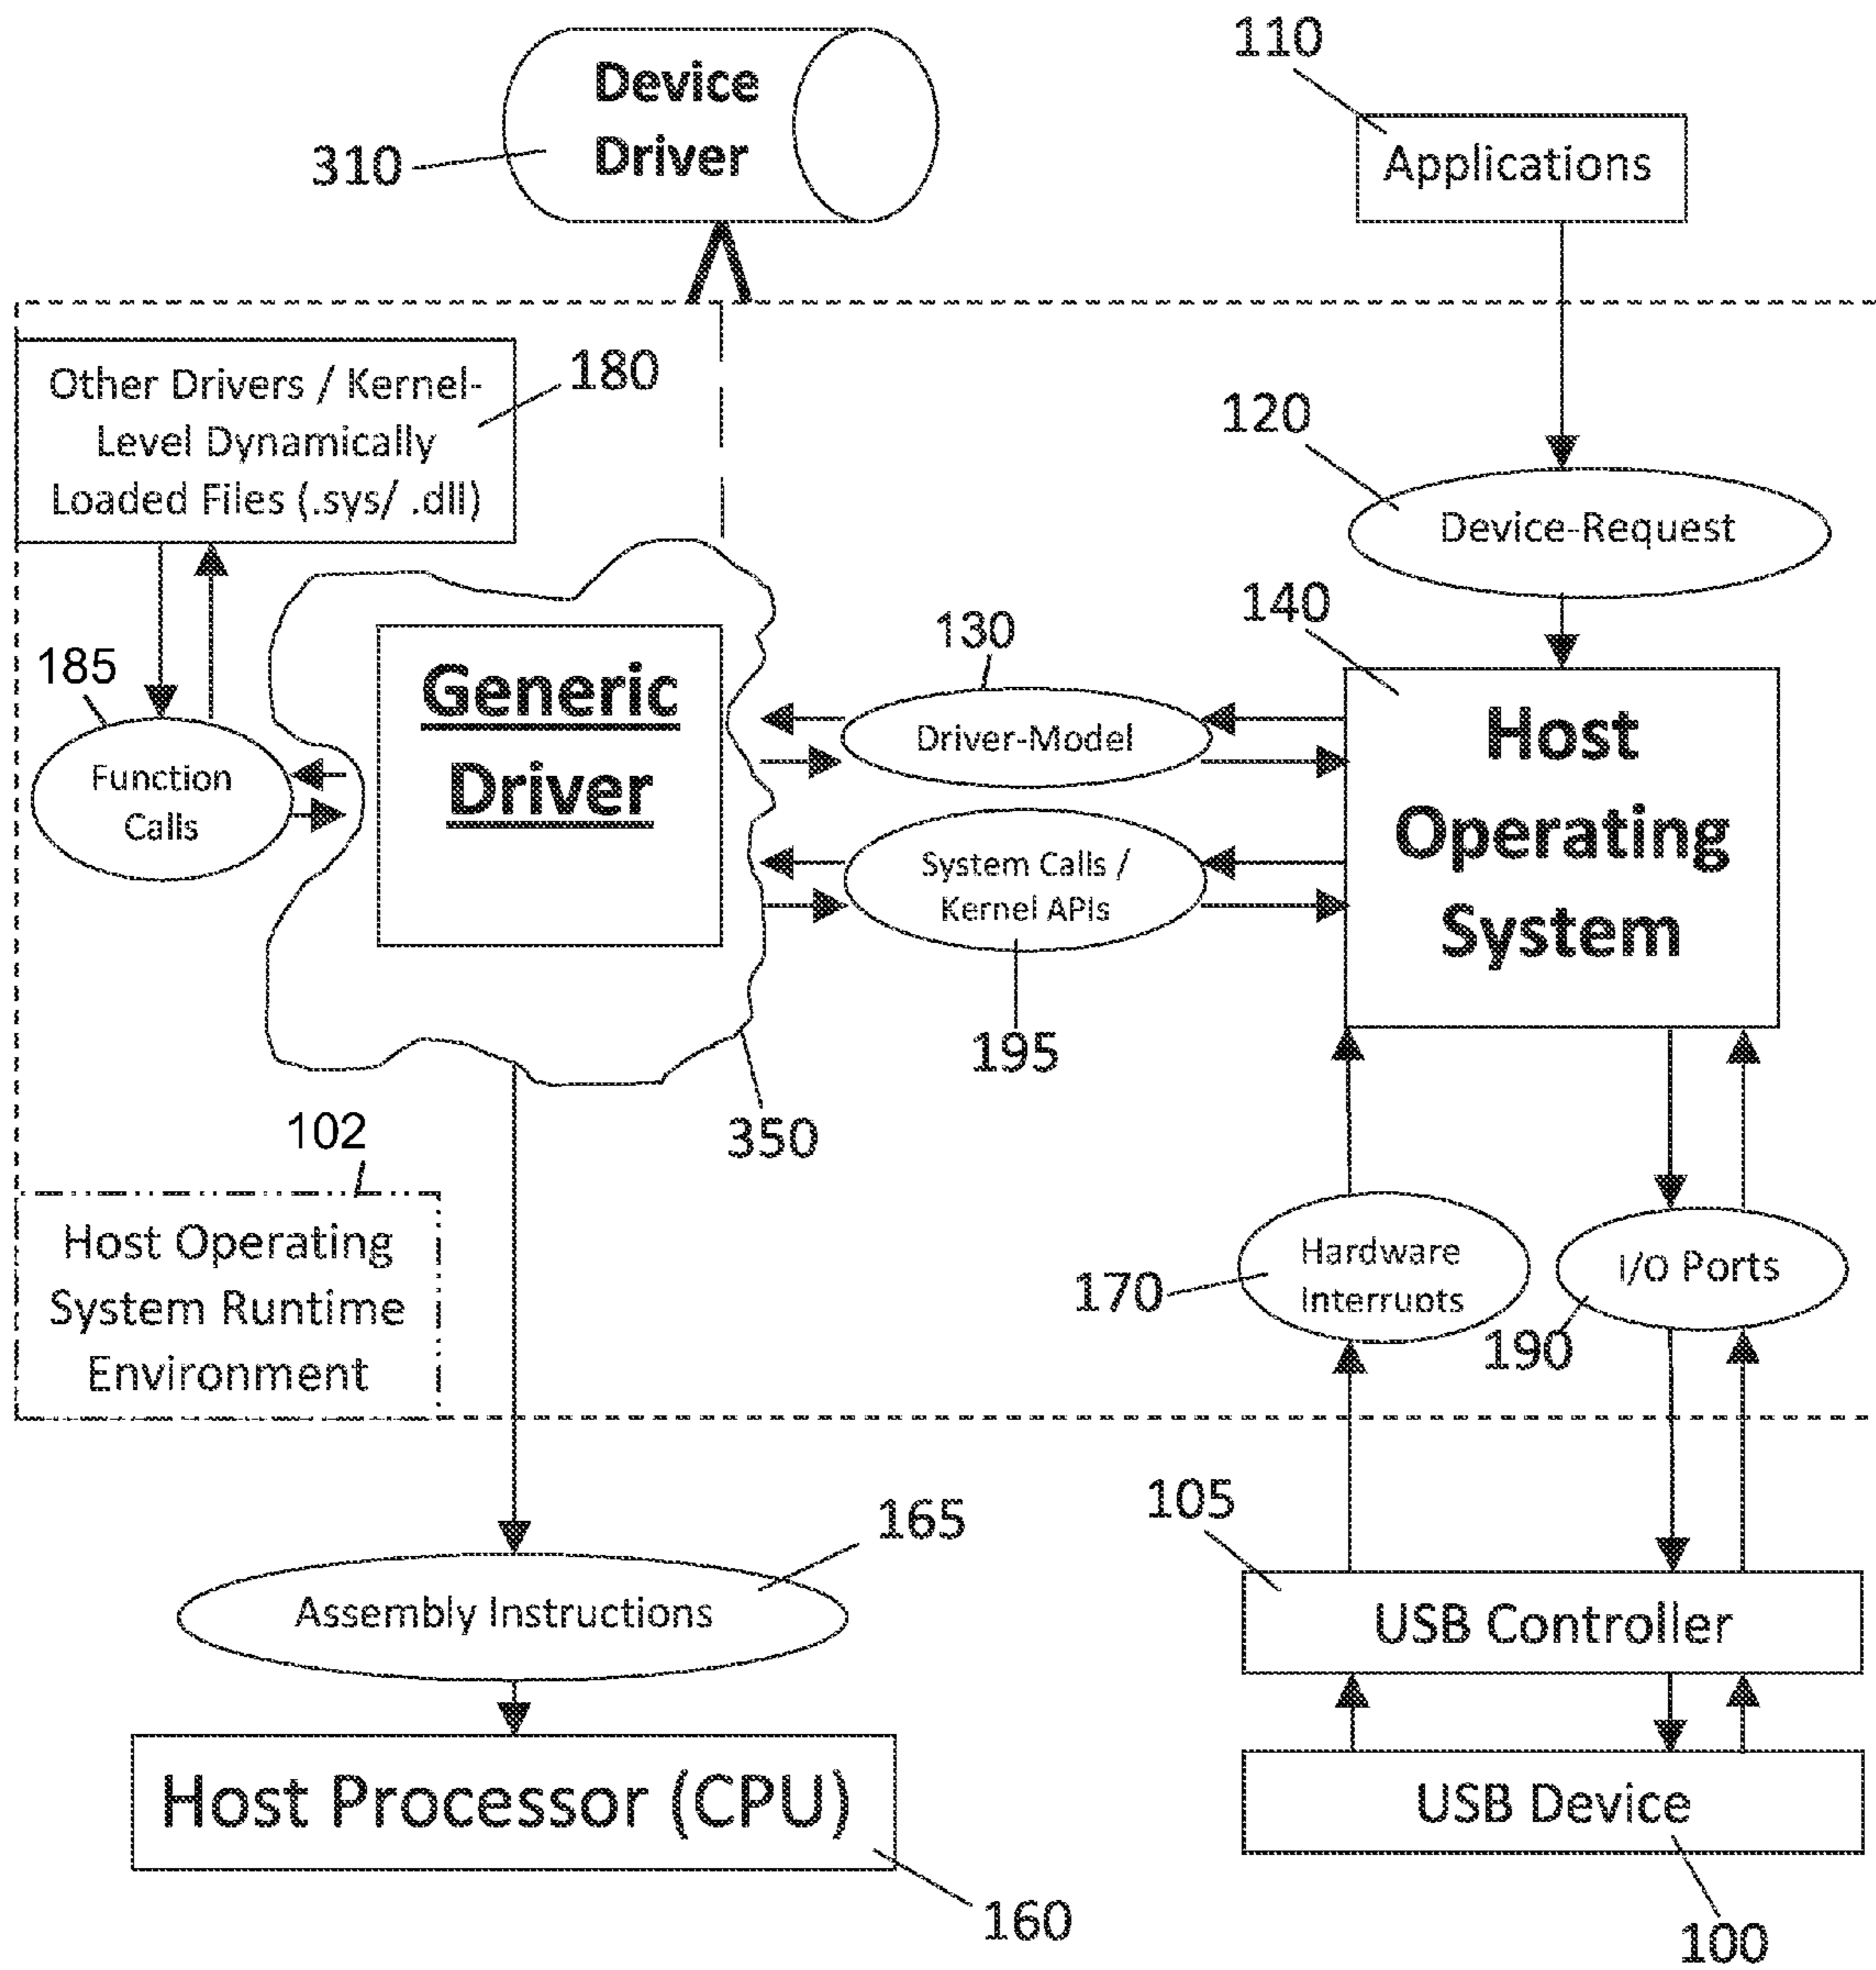 110
Device
Driver
310
Applications
Other Drivers / Kernel-
Level Dynamically
Loaded Files (.sys/ .dll)
180
120
Device-Request
140
130
185
Generic
Driver
Driver-Model
Host
Operating
System
Function
Calls
System Calls /
Kernel APIs
195
350
102
Host Operating
System Runtime
Environment
Hardware
Interrupts
170
I/O Ports
190
165
105
Assembly Instructions
USB Controller
Host Processor (CPU)
USB Device
160
100